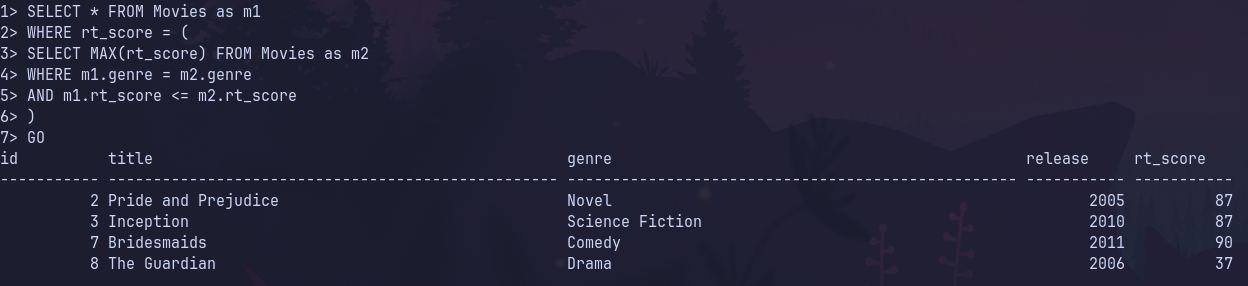 1> SELECT * FROM Movies as m1
2> WHERE rt_score = (
3> SELECT MAX(rt_score) FROM Movies as m2
4> WHERE m1.genre = m2.genre
5> AND m1.rt_score <= m2.rt_score
6> )
7> GO
id          title                                              genre                                              release     rt_score
----------- -------------------------------------------------- -------------------------------------------------- ----------- -----------
          2 Pride and Prejudice                                Novel                                                     2005          87
          3 Inception                                          Science Fiction                                           2010          87
          7 Bridesmaids                                        Comedy                                                    2011          90
          8 The Guardian                                       Drama                                                     2006          37